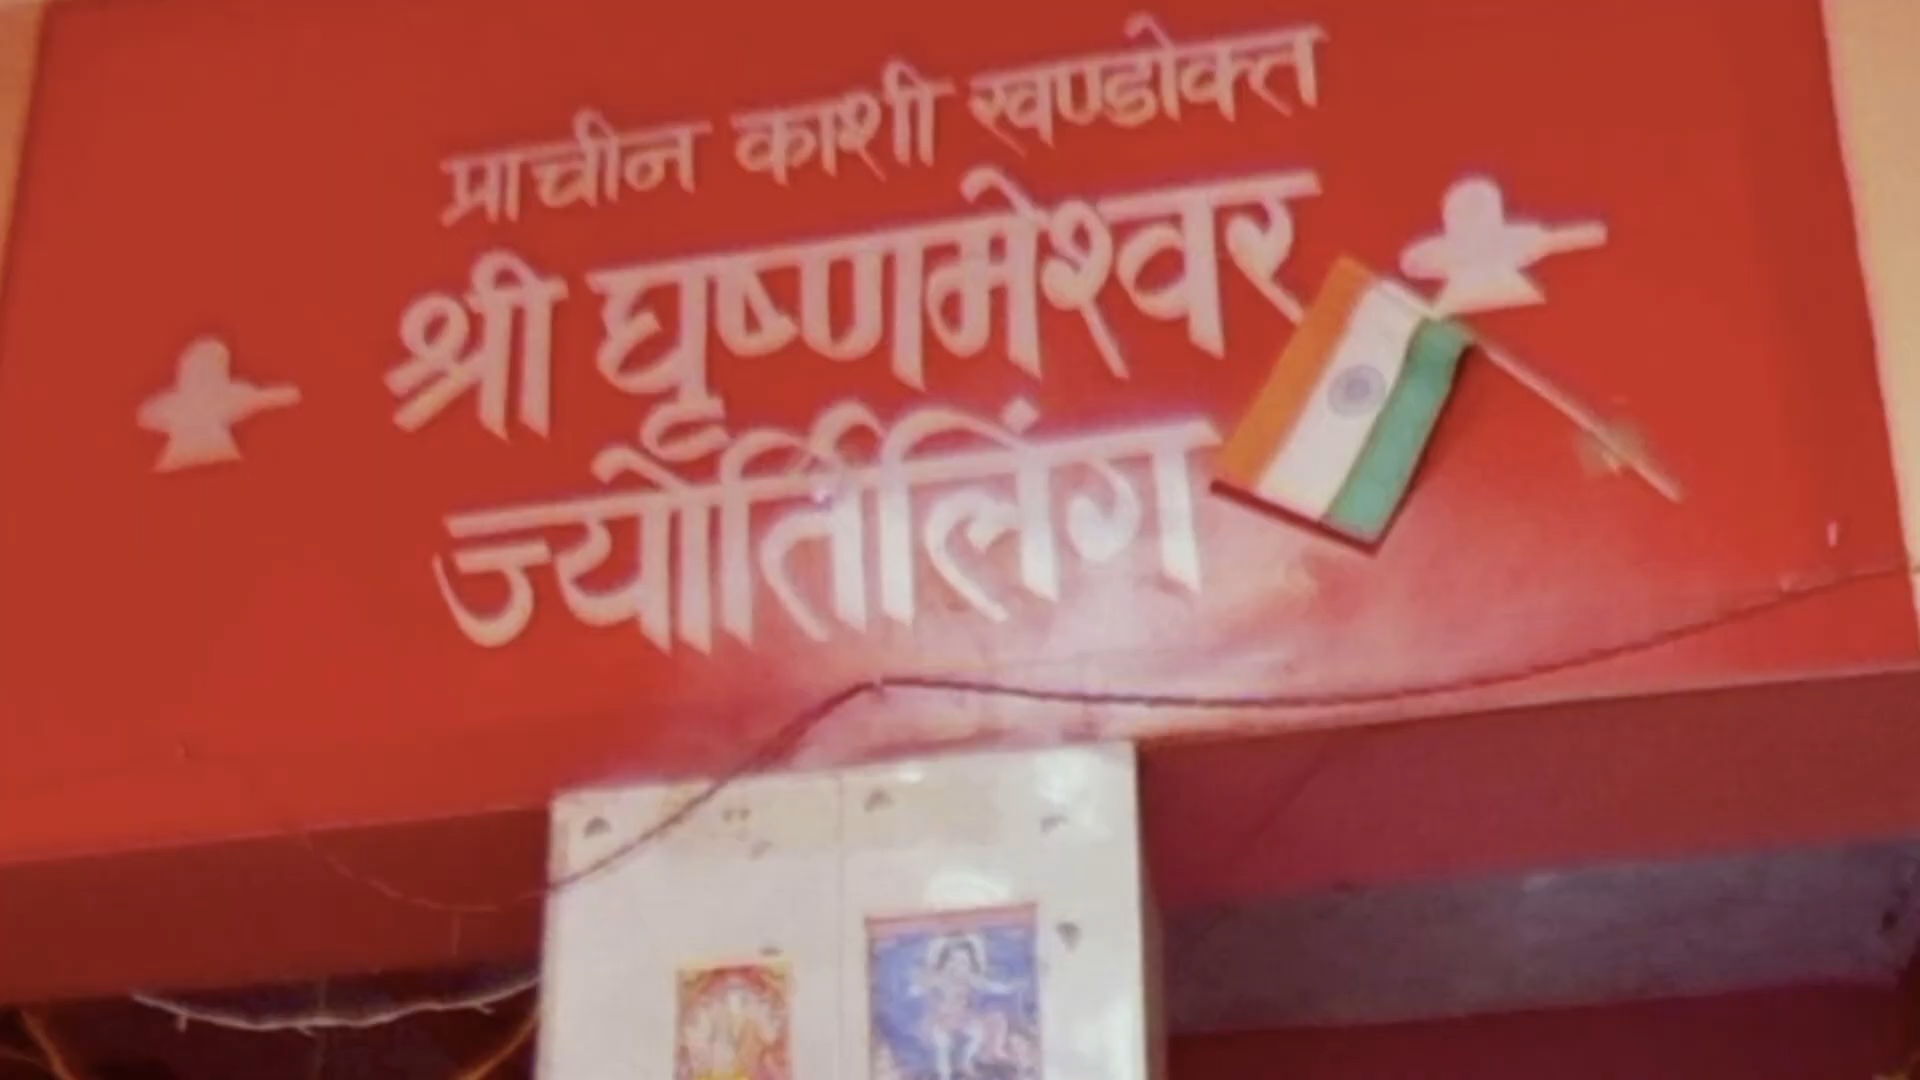 प्राचीन काशी खण्डोक्त
श्री घृष्णमेश्वर
ज्योर्तिलिंग